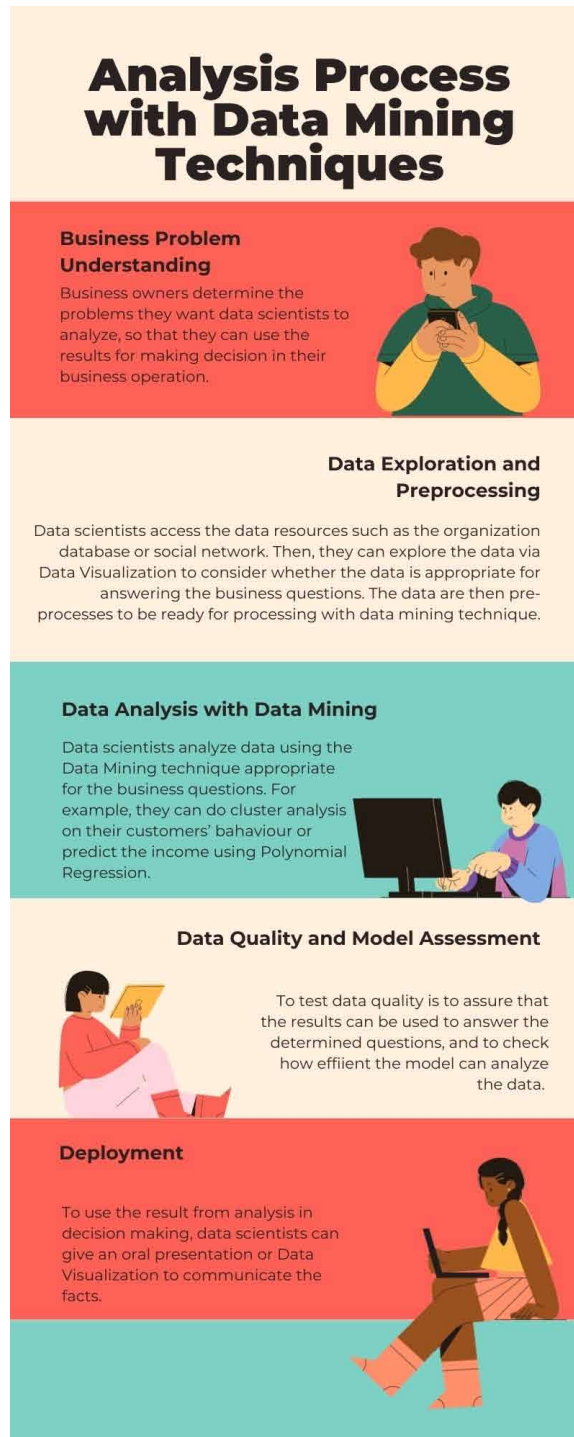 Analysis Process
with Data Mining
Techniques
Business Problem
Understanding
Business owners determine the
problems they want data scientists to
analyze, so that they can use the
results for making decision in their
business operation.
Data Exploration and
Preprocessing
Data scientists access the data resources such as the organization
database or social network. Then, they can explore the data via
Data Visualization to consider whether the data is appropriate for
answering the business questions. The data are then pre-
processes to be ready for processing with data mining technique.
Data Analysis with Data Mining
Data scientists analyze data using the
Data Mining technique appropriate
for the business questions. For
example, they can do cluster analysis
on their customers' bahaviour or
predict the income using Polynomial
Regression.
Data Quality and Model Assessment
To test data quality is to assure that
the results can be used to answer the
determined questions, and to check
how effiient the model can analyze
the data.
Deployment
To use the result from analysis in
decision making, data scientists can
give an oral presentation or Data
Visualization to communicate the
facts.